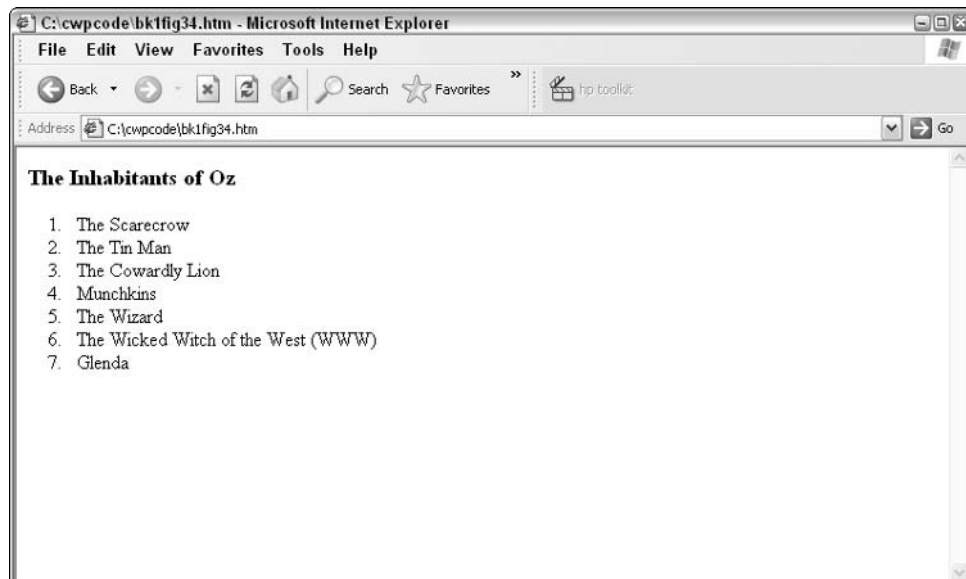 C:\cwpcode\bk1fig34.htm - Microsoft Internet Explorer
File Edit View Favorites Tools Help
Back Search Favorites » hp toolkit
Address C:\cwpcode\bk1fig34.htm Go
The Inhabitants of Oz
1. The Scarecrow
2. The Tin Man
3. The Cowardly Lion
4. Munchkins
5. The Wizard
6. The Wicked Witch of the West (WWW)
7. Glenda